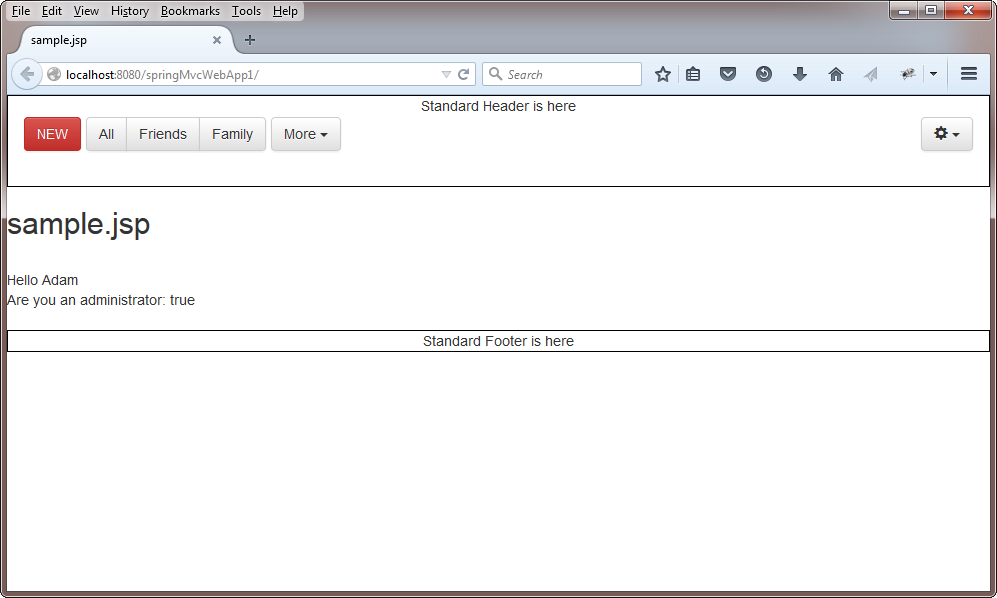 File Edit View History Bookmarks Tools Help
sample.jsp
localhost:8080/springMvcWebApp1/
Search
Standard Header is here
NEW All Friends Family More
sample.jsp
Hello Adam
Are you an administrator: true
Standard Footer is here